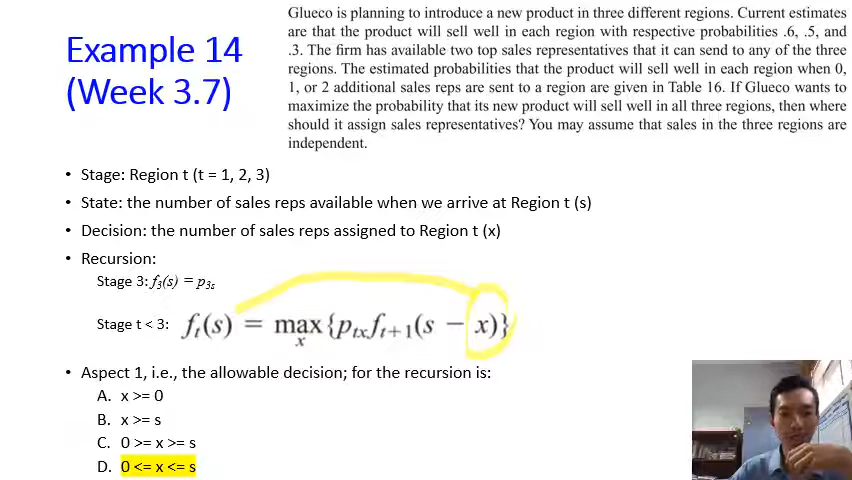 Example 14
(Week 3.7)
Glueco is planning to introduce a new product in three different regions. Current estimates
are that the product will sell well in each region with respective probabilities .6, .5, and
.3. The firm has available two top sales representatives that it can send to any of the three
regions. The estimated probabilities that the product will sell well in each region when 0,
1, or 2 additional sales reps are sent to a region are given in Table 16. If Glueco wants to
maximize the probability that its new product will sell well in all three regions, then where
should it assign sales representatives? You may assume that sales in the three regions are
independent.
• Stage: Region t (t = 1, 2, 3)
• State: the number of sales reps available when we arrive at Region t (s)
• Decision: the number of sales reps assigned to Region t (x)
• Recursion:
Stage 3: f₃(s) = p₃ₛ
Stage t < 3: fₜ(s) = max{pₜₓfₜ₊₁(s − x)}
x
• Aspect 1, i.e., the allowable decision; for the recursion is:
A. x >= 0
B. x >= s
C. 0 >= x >= s
D. 0 <= x <= s